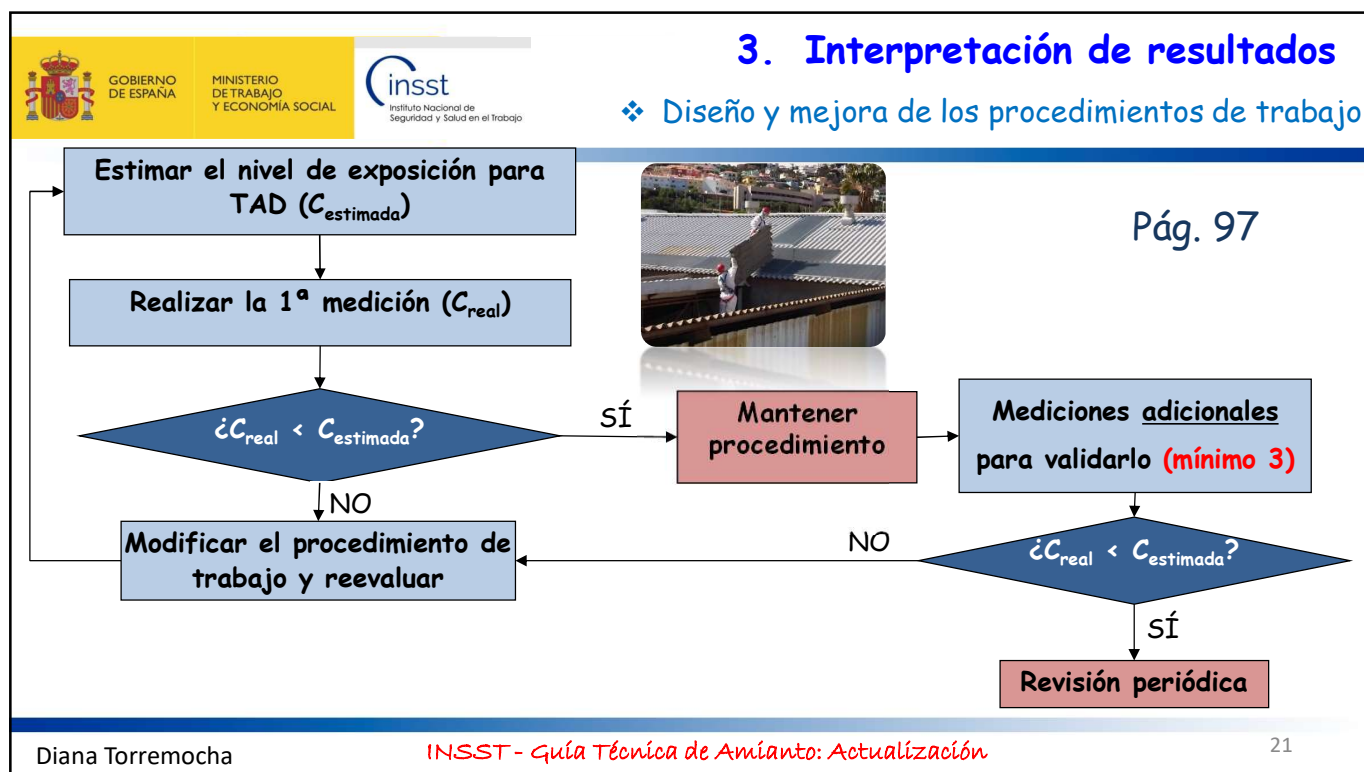 GOBIERNO
DE ESPAÑA
MINISTERIO
DE TRABAJO
Y ECONOMÍA SOCIAL
insst
Instituto Nacional de
Seguridad y Salud en el Trabajo
3. Interpretación de resultados
❖ Diseño y mejora de los procedimientos de trabajo
Estimar el nivel de exposición para
TAD (Cestimada)
Pág. 97
Realizar la 1ª medición (Creal)
¿Creal < Cestimada?
SÍ
Mantener
procedimiento
Mediciones adicionales
para validarlo (mínimo 3)
NO
Modificar el procedimiento de
trabajo y reevaluar
NO
¿Creal < Cestimada?
SÍ
Revisión periódica
Diana Torremocha
INSST - Guía Técnica de Amianto: Actualización
21